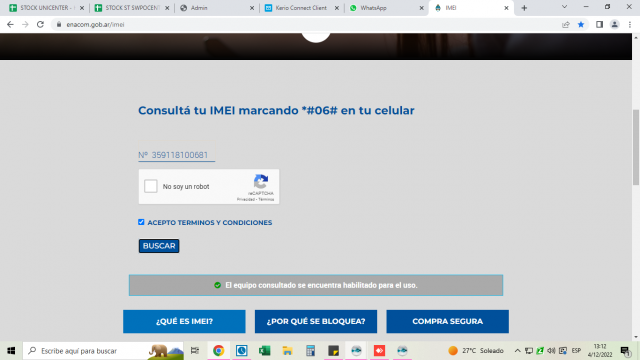 STOCK UNICENTER -
STOCK ST SWPOCENT
Admin
Kerio Connect Client
WhatsApp
IMEI
enacom.gob.ar/imei
Consultá tu IMEI marcando *#06# en tu celular
Nº 359118100681
No soy un robot
reCAPTCHA
Privacidad - Términos
ACEPTO TERMINOS Y CONDICIONES
BUSCAR
El equipo consultado se encuentra habilitado para el uso.
¿QUÉ ES IMEI?
¿POR QUÉ SE BLOQUEA?
COMPRA SEGURA
Escribe aquí para buscar
27°C Soleado
ESP
13:12
4/12/2022